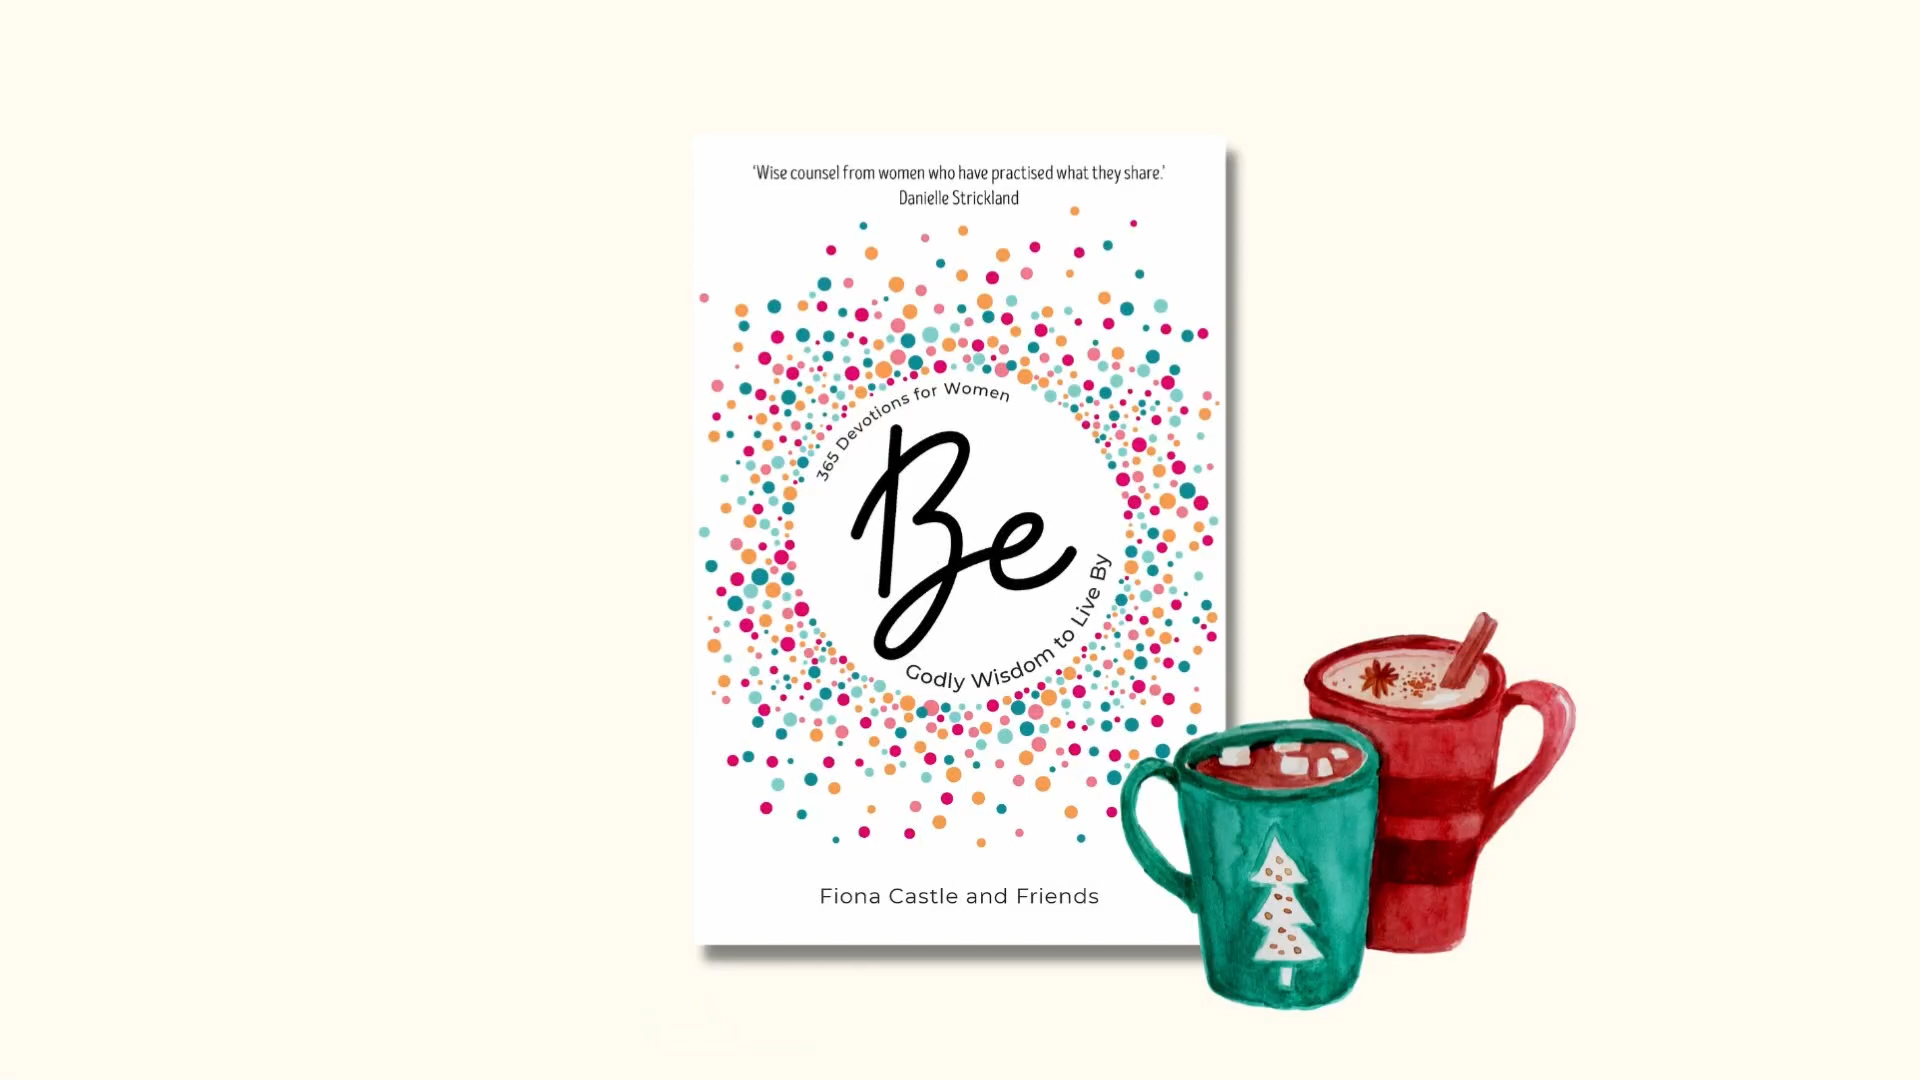 ‘Wise counsel from women who have practised what they share.’
Danielle Strickland
365 Devotions for Women
Be
Godly Wisdom to Live By
Fiona Castle and Friends